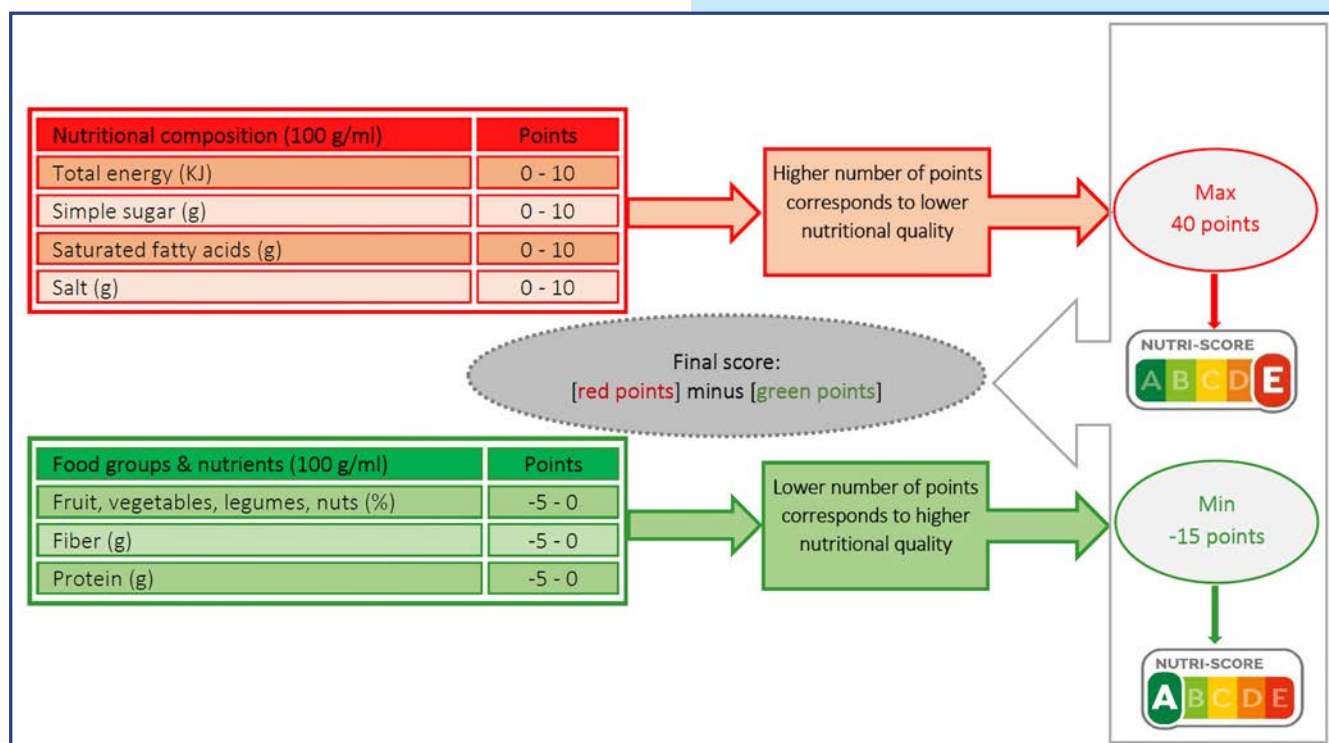 Nutritional composition (100 g/ml) Points
Total energy (KJ) 0 - 10
Simple sugar (g) 0 - 10
Saturated fatty acids (g) 0 - 10
Salt (g) 0 - 10
Higher number of points
corresponds to lower
nutritional quality
Max
40 points
NUTRI-SCORE
A B C D E
Final score:
[red points] minus [green points]
Food groups & nutrients (100 g/ml) Points
Fruit, vegetables, legumes, nuts (%) -5 - 0
Fiber (g) -5 - 0
Protein (g) -5 - 0
Lower number of points
corresponds to higher
nutritional quality
Min
-15 points
NUTRI-SCORE
A B C D E